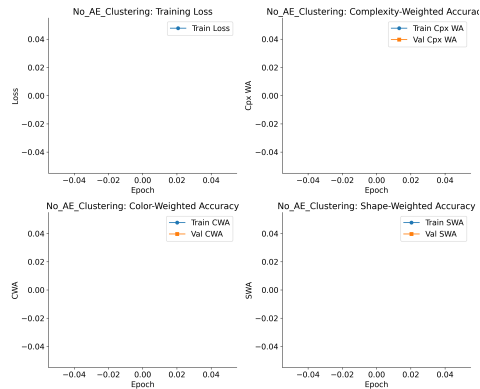 No_AE_Clustering: Training Loss
Train Loss
0.04
0.02
0.00
−0.02
−0.04
Loss
−0.04 −0.02 0.00 0.02 0.04
Epoch
No_AE_Clustering: Complexity-Weighted Accurac
Train Cpx WA
Val Cpx WA
0.04
0.02
0.00
−0.02
−0.04
Cpx WA
−0.04 −0.02 0.00 0.02 0.04
Epoch
No_AE_Clustering: Color-Weighted Accuracy
Train CWA
Val CWA
0.04
0.02
0.00
−0.02
−0.04
CWA
−0.04 −0.02 0.00 0.02 0.04
Epoch
No_AE_Clustering: Shape-Weighted Accuracy
Train SWA
Val SWA
0.04
0.02
0.00
−0.02
−0.04
SWA
−0.04 −0.02 0.00 0.02 0.04
Epoch